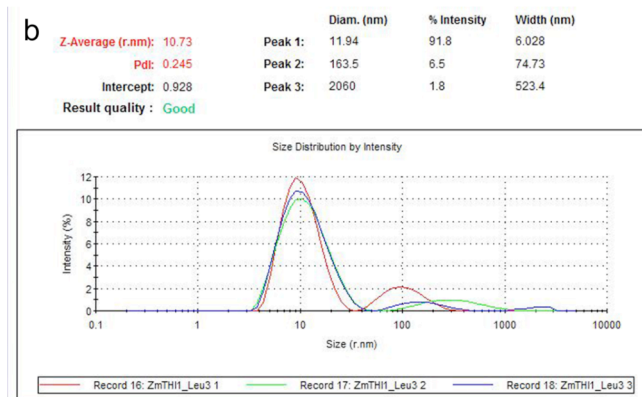 b
Diam. (nm) % Intensity Width (nm)
Z-Average (r.nm): 10.73 Peak 1: 11.94 91.8 6.028
PdI: 0.245 Peak 2: 163.5 6.5 74.73
Intercept: 0.928 Peak 3: 2060 1.8 523.4
Result quality : Good
Size Distribution by Intensity
12
10
8
6
4
2
0
Intensity (%)
0.1 1 10 100 1000 10000
Size (r.nm)
Record 16: ZmTHI1_Leu3 1 Record 17: ZmTHI1_Leu3 2 Record 18: ZmTHI1_Leu3 3